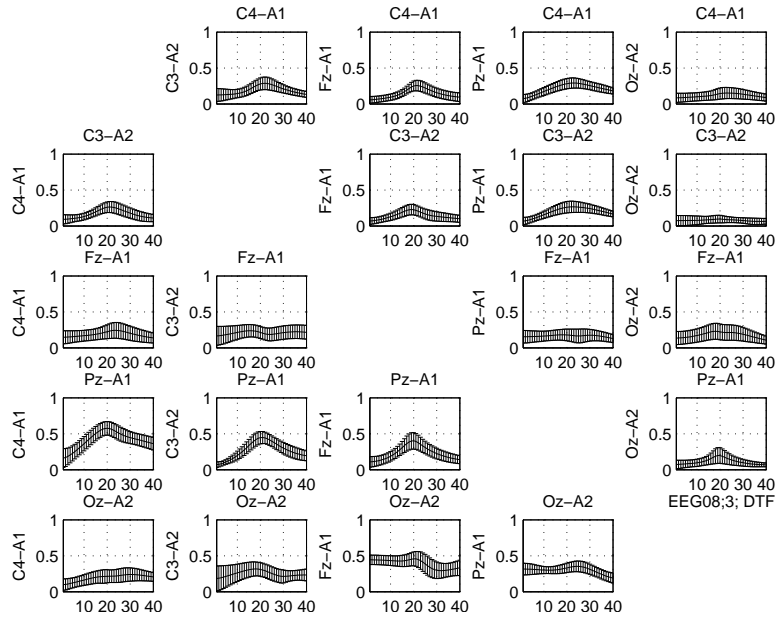 C4–A1 C4–A1 C4–A1 C4–A1
C3–A2 1 0.5 0 10 20 30 40
Fz–A1 1 0.5 0 10 20 30 40
Pz–A1 1 0.5 0 10 20 30 40
Oz–A2 1 0.5 0 10 20 30 40
C3–A2 C3–A2 C3–A2 C3–A2
C4–A1 1 0.5 0 10 20 30 40
Fz–A1 1 0.5 0 10 20 30 40
Pz–A1 1 0.5 0 10 20 30 40
Oz–A2 1 0.5 0 10 20 30 40
Fz–A1 Fz–A1 Fz–A1 Fz–A1
C4–A1 1 0.5 0 10 20 30 40
C3–A2 1 0.5 0 10 20 30 40
Pz–A1 1 0.5 0 10 20 30 40
Oz–A2 1 0.5 0 10 20 30 40
Pz–A1 Pz–A1 Pz–A1 Pz–A1
C4–A1 1 0.5 0 10 20 30 40
C3–A2 1 0.5 0 10 20 30 40
Fz–A1 1 0.5 0 10 20 30 40
Oz–A2 1 0.5 0 10 20 30 40
EEG08;3; DTF
Oz–A2 Oz–A2 Oz–A2 Oz–A2
C4–A1 1 0.5 0 10 20 30 40
C3–A2 1 0.5 0 10 20 30 40
Fz–A1 1 0.5 0 10 20 30 40
Pz–A1 1 0.5 0 10 20 30 40